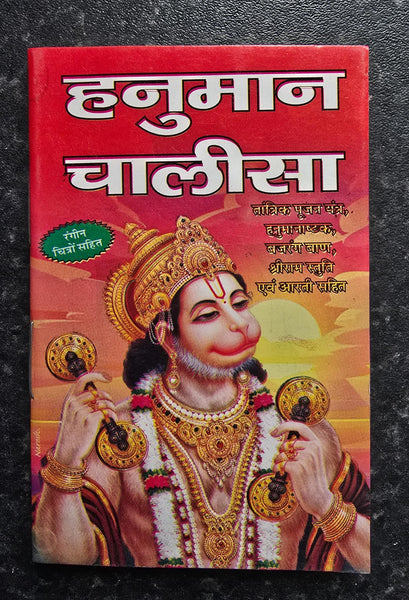 हनुमान
चालीसा
रंगीन
चित्रों सहित
तांत्रिक पूजन यंत्र,
हनुमानाष्टक,
बजरंग बाण,
श्रीराम स्तुति
एवं आरती सहित